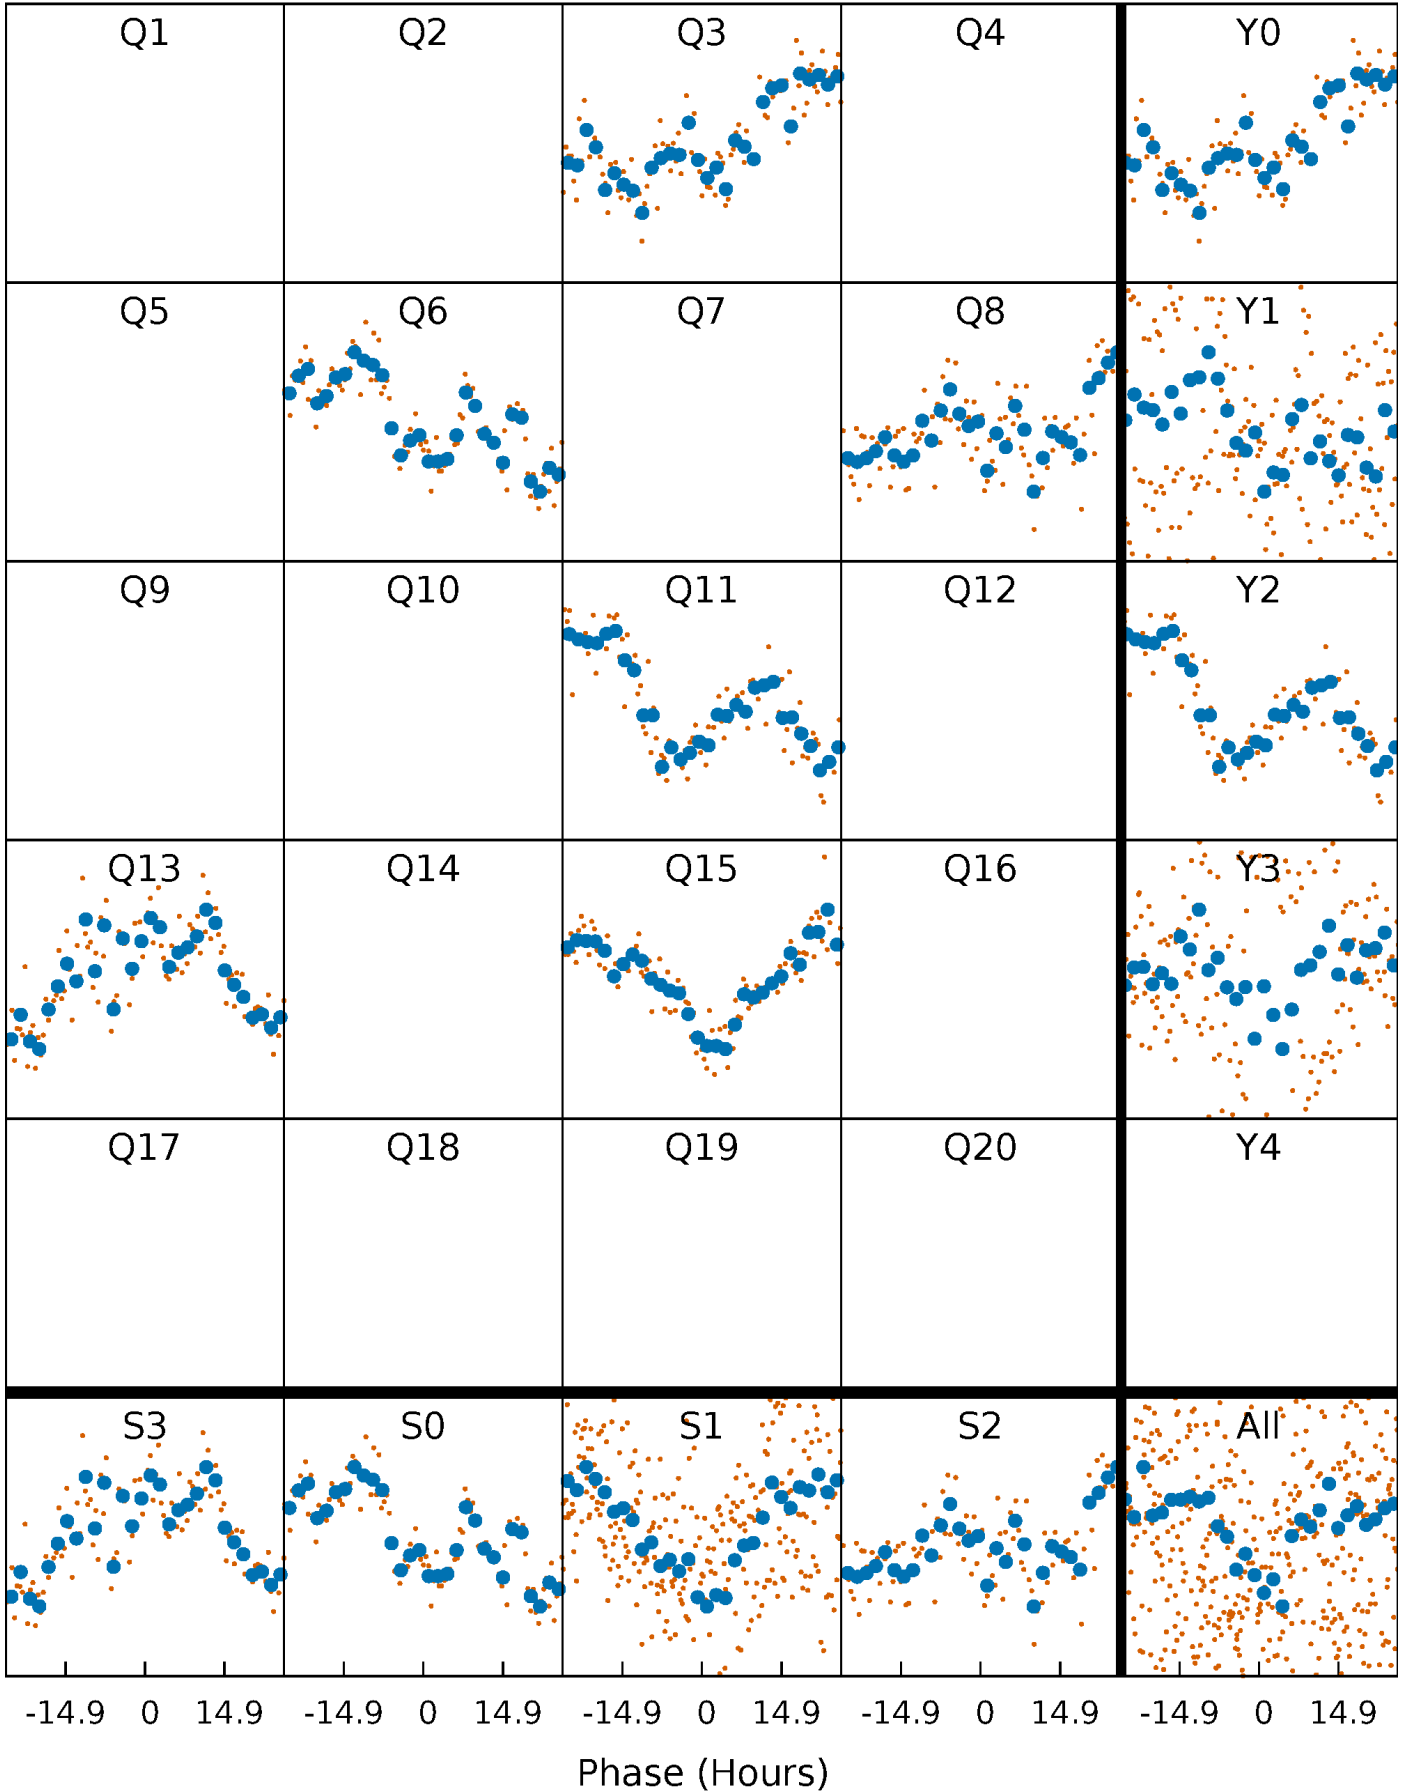 Q1 Q2 Q3 Q4 Y0
Q5 Q6 Q7 Q8 Y1
Q9 Q10 Q11 Q12 Y2
Q13 Q14 Q15 Q16 Y3
Q17 Q18 Q19 Q20 Y4
S3 S0 S1 S2 All
-14.9 0 14.9 -14.9 0 14.9 -14.9 0 14.9 -14.9 0 14.9 -14.9 0 14.9
Phase (Hours)